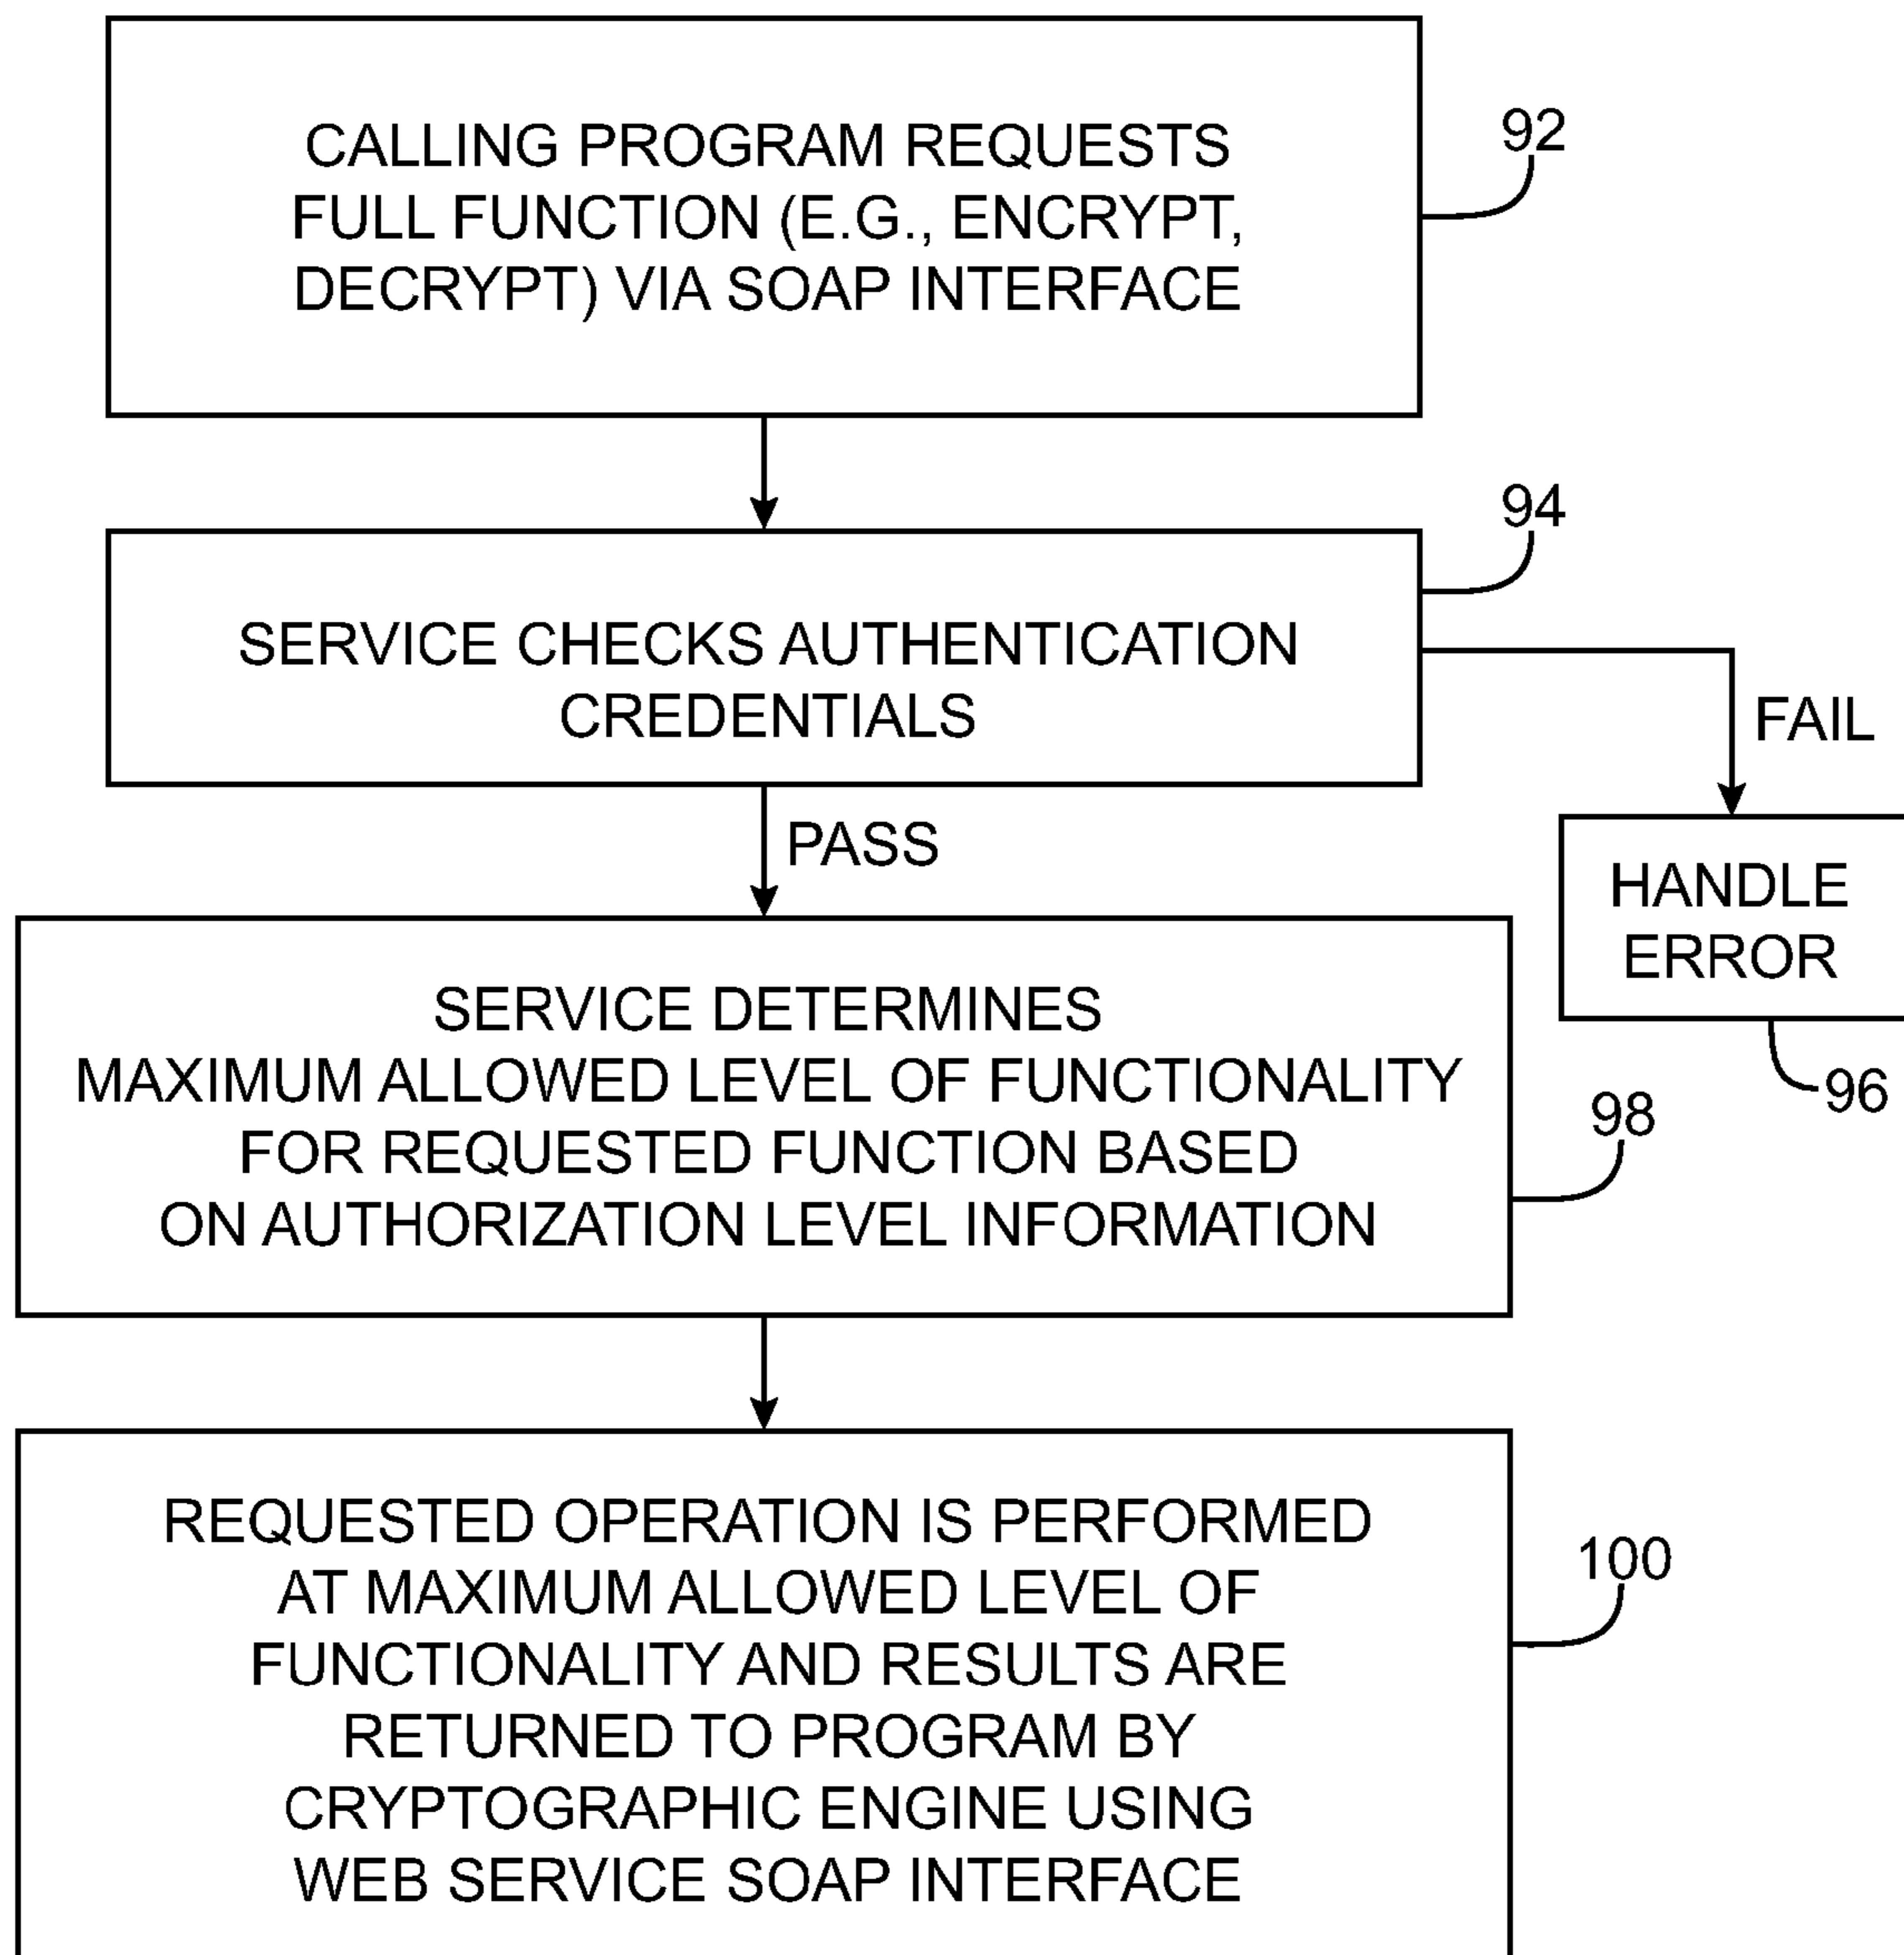 CALLING PROGRAM REQUESTS
FULL FUNCTION (E.G., ENCRYPT,
DECRYPT) VIA SOAP INTERFACE
92
94
SERVICE CHECKS AUTHENTICATION
CREDENTIALS
FAIL
PASS
HANDLE
ERROR
96
SERVICE DETERMINES
MAXIMUM ALLOWED LEVEL OF FUNCTIONALITY
FOR REQUESTED FUNCTION BASED
ON AUTHORIZATION LEVEL INFORMATION
98
REQUESTED OPERATION IS PERFORMED
AT MAXIMUM ALLOWED LEVEL OF
FUNCTIONALITY AND RESULTS ARE
RETURNED TO PROGRAM BY
CRYPTOGRAPHIC ENGINE USING
WEB SERVICE SOAP INTERFACE
100